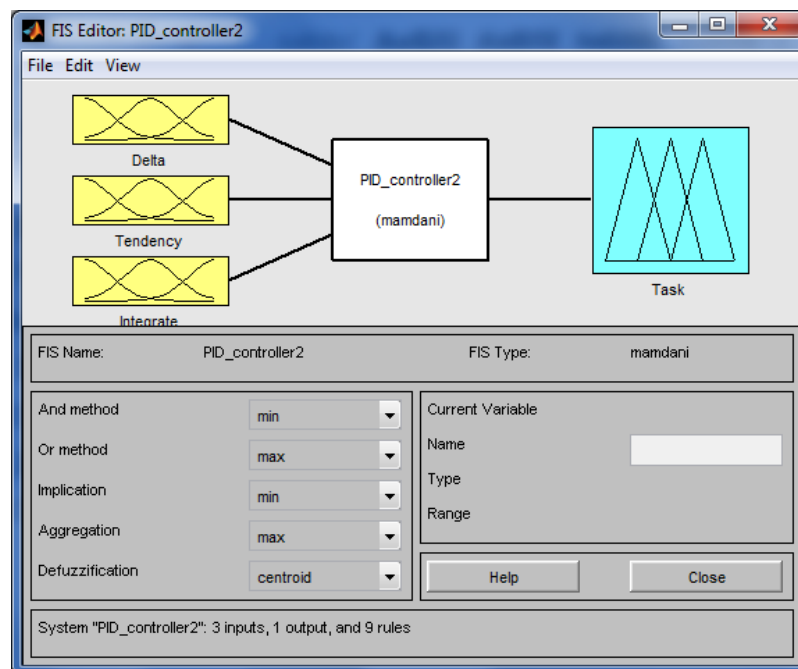 FIS Editor: PID_controller2
File Edit View
Delta
Tendency
Integrate
PID_controller2
(mamdani)
Task
FIS Name: PID_controller2 FIS Type: mamdani
And method min
Or method max
Implication min
Aggregation max
Defuzzification centroid
Current Variable
Name
Type
Range
Help Close
System "PID_controller2": 3 inputs, 1 output, and 9 rules